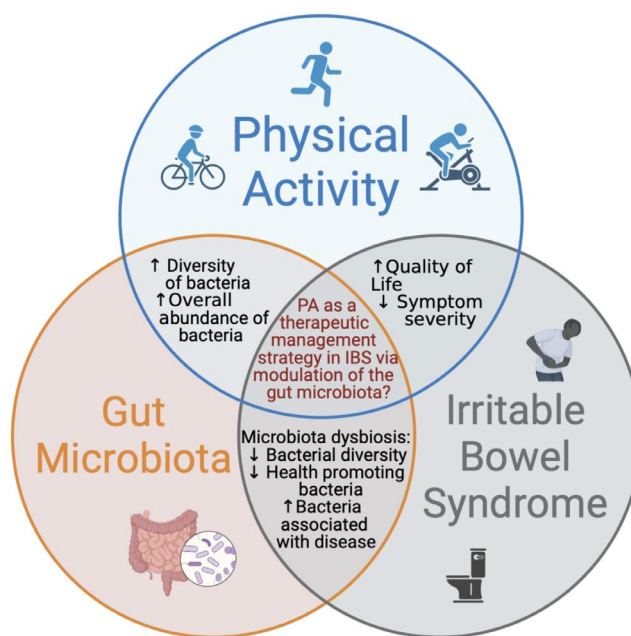 Physical
Activity
↑ Diversity
of bacteria
↑Overall
abundance of
bacteria
↑Quality of
Life
↓ Symptom
severity
PA as a
therapeutic
management
strategy in IBS via
modulation of the
gut microbiota?
Gut
Microbiota
Irritable
Bowel
Syndrome
Microbiota dysbiosis:
↓ Bacterial diversity
↓ Health promoting
bacteria
↑Bacteria
associated
with disease